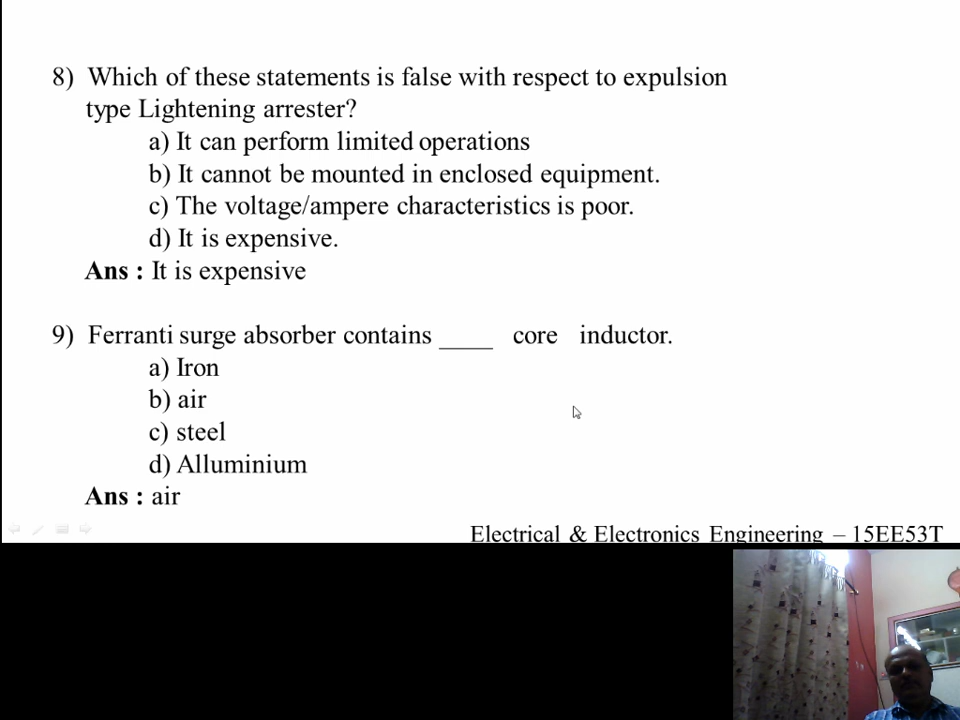 8) Which of these statements is false with respect to expulsion
type Lightening arrester?
a) It can perform limited operations
b) It cannot be mounted in enclosed equipment.
c) The voltage/ampere characteristics is poor.
d) It is expensive.
Ans : It is expensive
9) Ferranti surge absorber contains ____ core inductor.
a) Iron
b) air
c) steel
d) Alluminium
Ans : air
Electrical & Electronics Engineering – 15EE53T